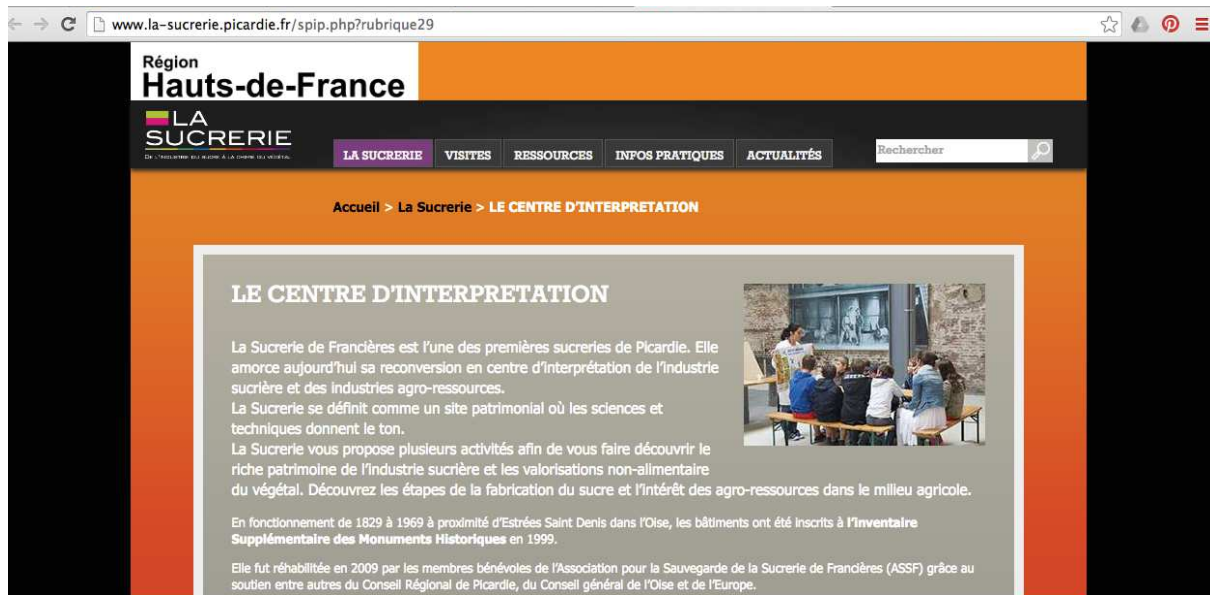 www.la-sucrerie.picardie.fr/spip.php?rubrique29
Région
Hauts-de-France
LA
SUCRERIE
DE L'INDUSTRIE DU SUCRE À LA CHIMIE DU VÉGÉTAL
LA SUCRERIE VISITES RESSOURCES INFOS PRATIQUES ACTUALITÉS Rechercher
Accueil > La Sucrerie > LE CENTRE D'INTERPRETATION
LE CENTRE D'INTERPRETATION
La Sucrerie de Francières est l'une des premières sucreries de Picardie. Elle
amorce aujourd'hui sa reconversion en centre d'interprétation de l'industrie
sucrière et des industries agro-ressources.
La Sucrerie se définit comme un site patrimonial où les sciences et
techniques donnent le ton.
La Sucrerie vous propose plusieurs activités afin de vous faire découvrir le
riche patrimoine de l'industrie sucrière et les valorisations non-alimentaire
du végétal. Découvrez les étapes de la fabrication du sucre et l'intérêt des agro-ressources dans le milieu agricole.
En fonctionnement de 1829 à 1969 à proximité d'Estrées Saint Denis dans l'Oise, les bâtiments ont été inscrits à l'inventaire
Supplémentaire des Monuments Historiques en 1999.
Elle fut réhabilitée en 2009 par les membres bénévoles de l'Association pour la Sauvegarde de la Sucrerie de Francières (ASSF) grâce au
soutien entre autres du Conseil Régional de Picardie, du Conseil général de l'Oise et de l'Europe.